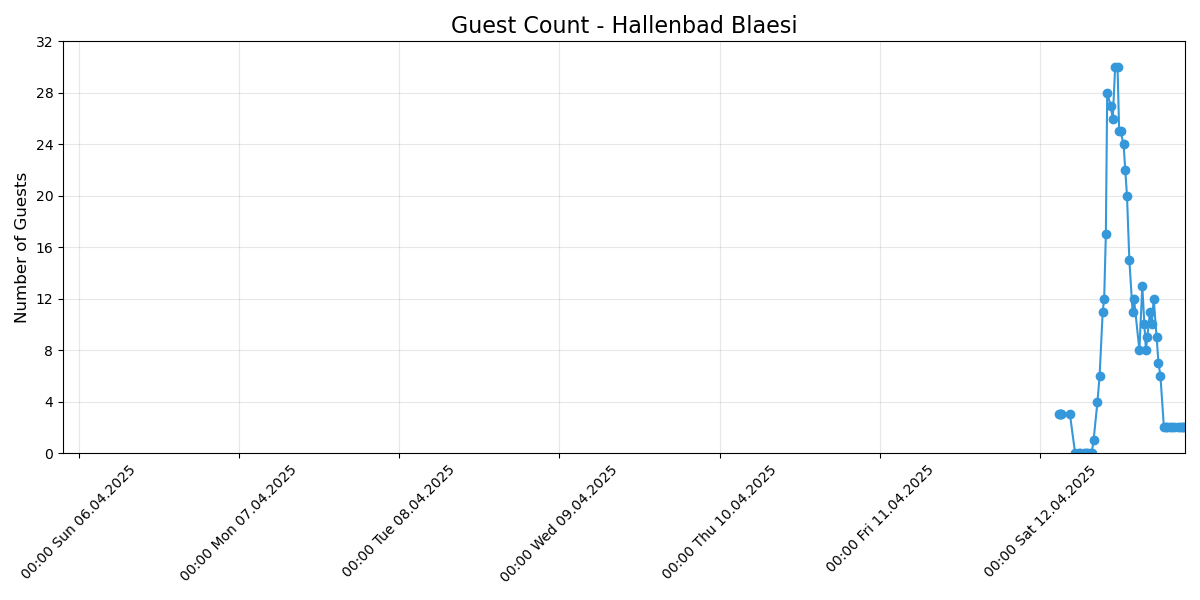 Guest Count - Hallenbad Blaesi
Number of Guests
32
28
24
20
16
12
8
4
0
00:00 Sun 06.04.2025
00:00 Mon 07.04.2025
00:00 Tue 08.04.2025
00:00 Wed 09.04.2025
00:00 Thu 10.04.2025
00:00 Fri 11.04.2025
00:00 Sat 12.04.2025